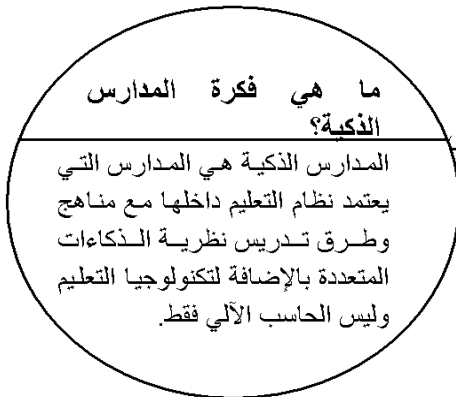 ما هي فكرة المدارس
الذكية؟
المدارس الذكية هي المدارس التي
يعتمد نظام التعليم داخلها مع مناهج
وطرق تدريس نظرية الذكاءات
المتعددة بالإضافة لتكنولوجيا التعليم
وليس الحاسب الآلي فقط.